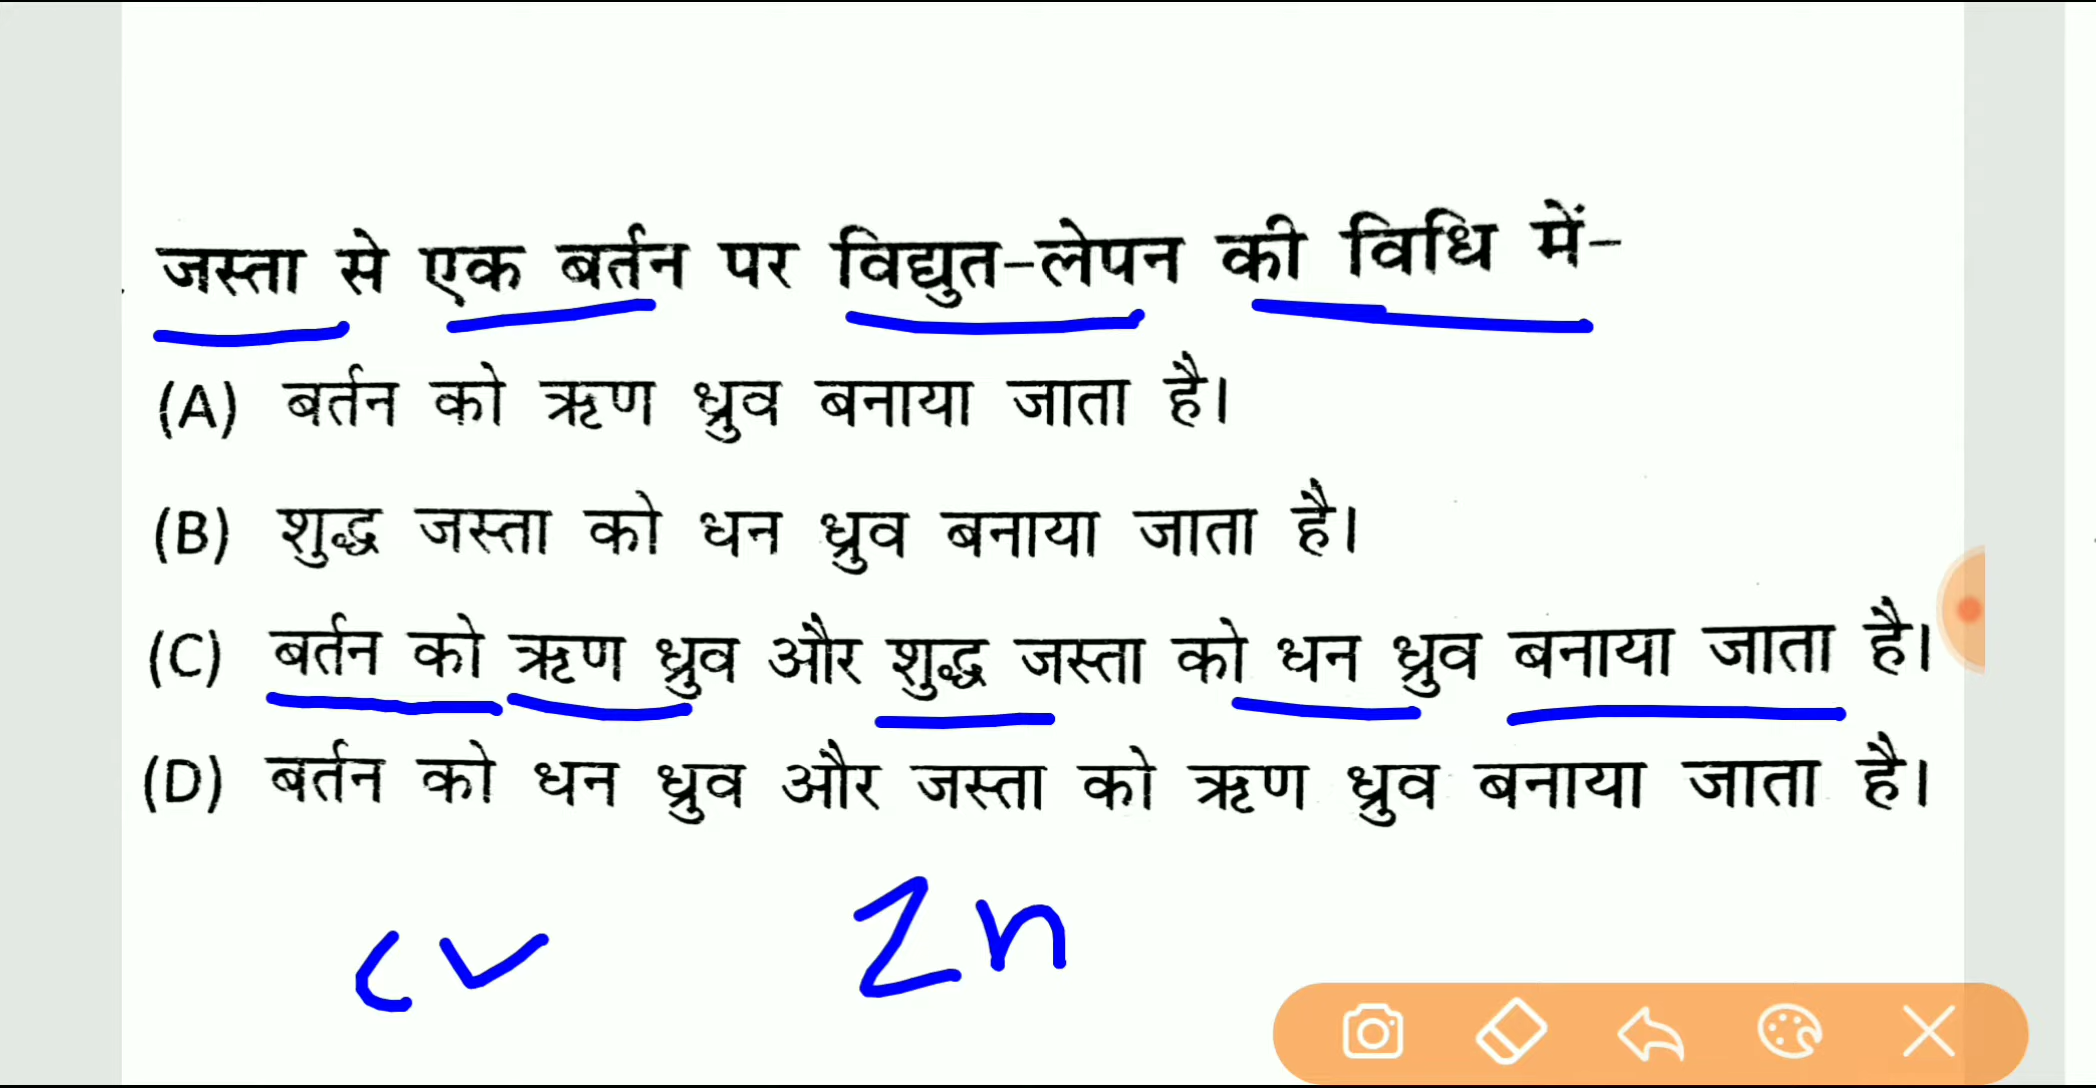 जस्ता से एक बर्तन पर विद्युत-लेपन की विधि में-
(A) बर्तन को ऋण ध्रुव बनाया जाता है।
(B) शुद्ध जस्ता को धन ध्रुव बनाया जाता है।
(C) बर्तन को ऋण ध्रुव और शुद्ध जस्ता को धन ध्रुव बनाया जाता है।
(D) बर्तन को धन ध्रुव और जस्ता को ऋण ध्रुव बनाया जाता है।
c✓ Zn